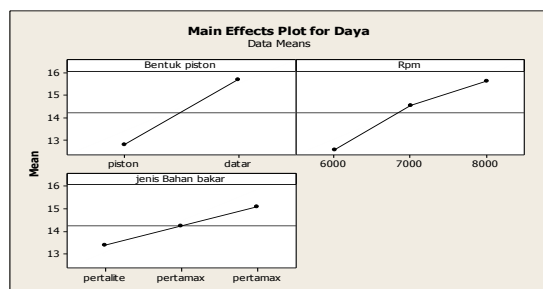 Main Effects Plot for Daya
Data Means
Bentuk piston
Rpm
16
15
14
13
piston
datar
6000
7000
8000
jenis Bahan bakar
16
15
14
13
pertalite
pertamax
pertamax
Mean